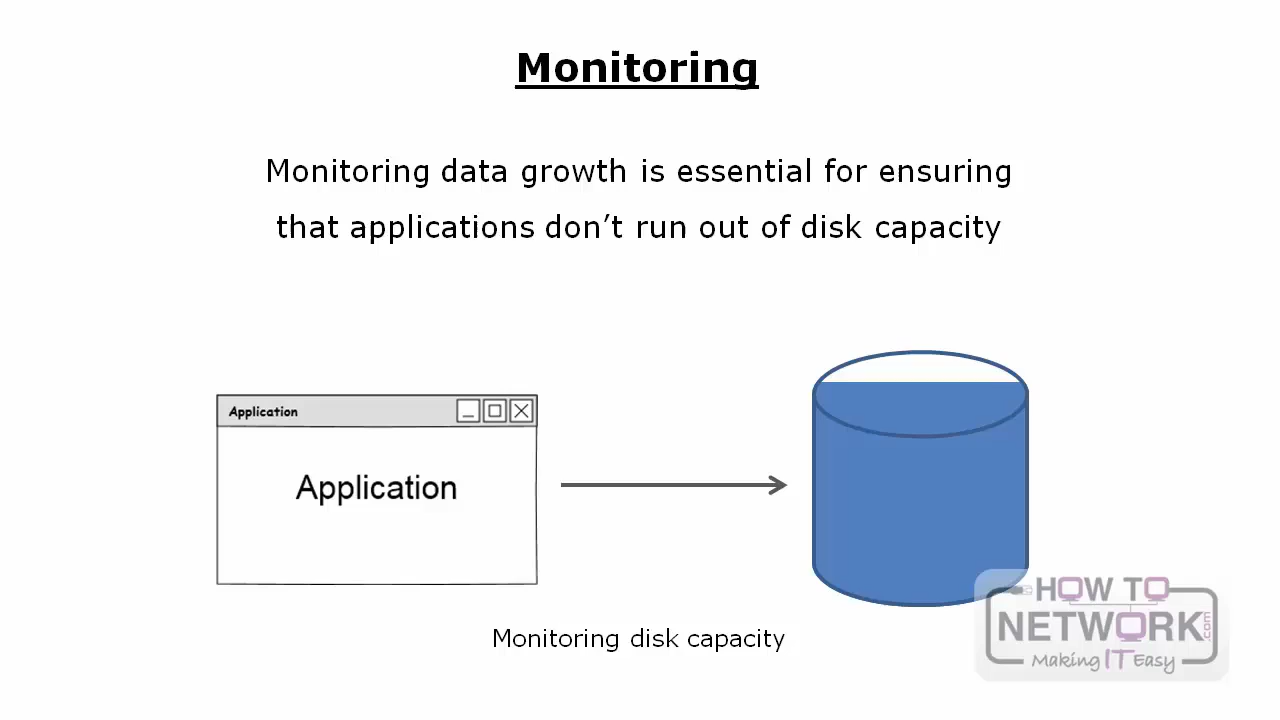 Monitoring
Monitoring data growth is essential for ensuring
that applications don’t run out of disk capacity
Application
Application
Monitoring disk capacity
HOW TO
NETWORK.com
Making IT Easy